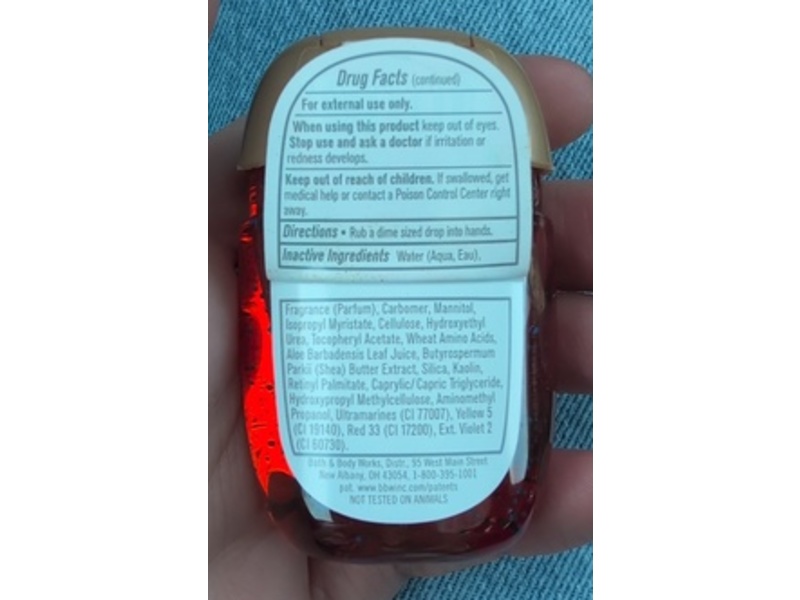 Drug Facts (continued)
For external use only.
When using this product keep out of eyes.
Stop use and ask a doctor if irritation or
redness develops.
Keep out of reach of children. If swallowed, get
medical help or contact a Poison Control Center right
away.
Directions • Rub a dime sized drop into hands.
Inactive Ingredients Water (Aqua, Eau),
Fragrance (Parfum), Carbomer, Mannitol,
Isopropyl Myristate, Cellulose, Hydroxyethyl
Urea, Tocopheryl Acetate, Wheat Amino Acids,
Aloe Barbadensis Leaf Juice, Butyrospermum
Parkii (Shea) Butter Extract, Silica, Kaolin,
Retinyl Palmitate, Caprylic/Capric Triglyceride,
Hydroxypropyl Methylcellulose, Aminomethyl
Propanol, Ultramarines (CI 77007), Yellow 5
(CI 19140), Red 33 (CI 17200), Ext. Violet 2
(CI 60730).
Bath & Body Works, Distr., 95 West Main Street
New Albany, OH 43054, 1-800-395-1001
pat. www.bbwinc.com/patents
NOT TESTED ON ANIMALS